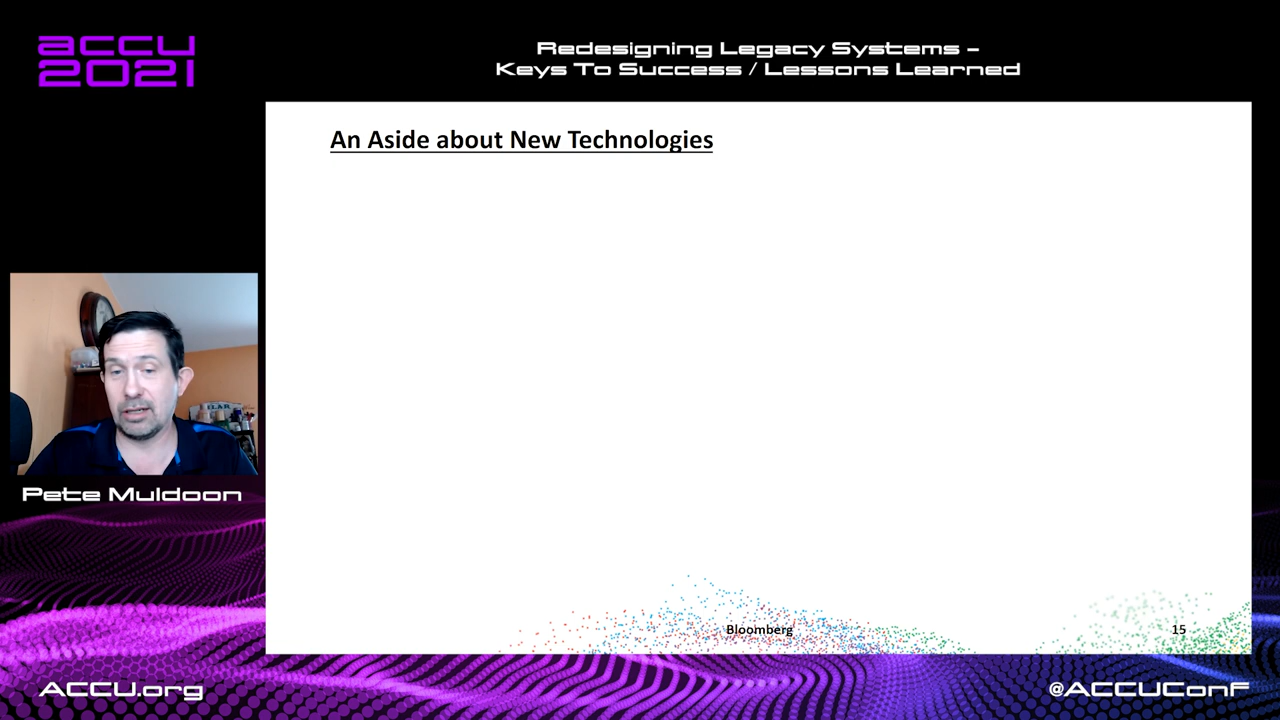 accu
2021
Redesigning Legacy Systems –
Keys To Success / Lessons Learned
An Aside about New Technologies
Pete Muldoon
Bloomberg
15
ACCU.org
@ACCUConf